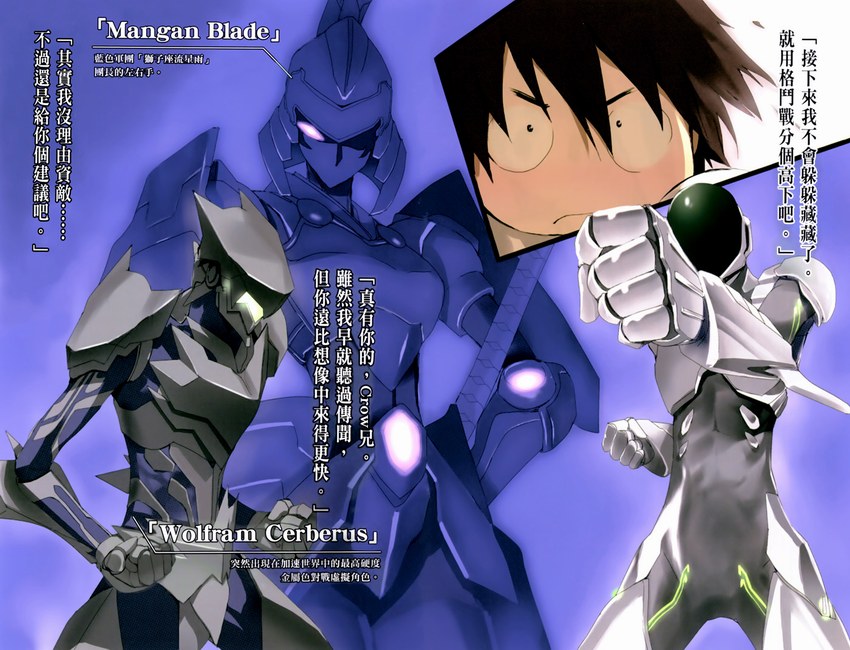 「接下來我不會躲躲藏藏了。
就用格鬥戰分個高下吧。」
「Mangan Blade」
藍色軍團「獅子座流星雨」
團長的左右手。
「其實我沒理由資敵……
不過還是給你個建議吧。」
「真有你的，Crow兄。
雖然我早就聽過傳聞，
但你遠比想像中來得更快。」
「Wolfram Cerberus」
突然出現在加速世界中的最高硬度
金屬色對戰虛擬角色。